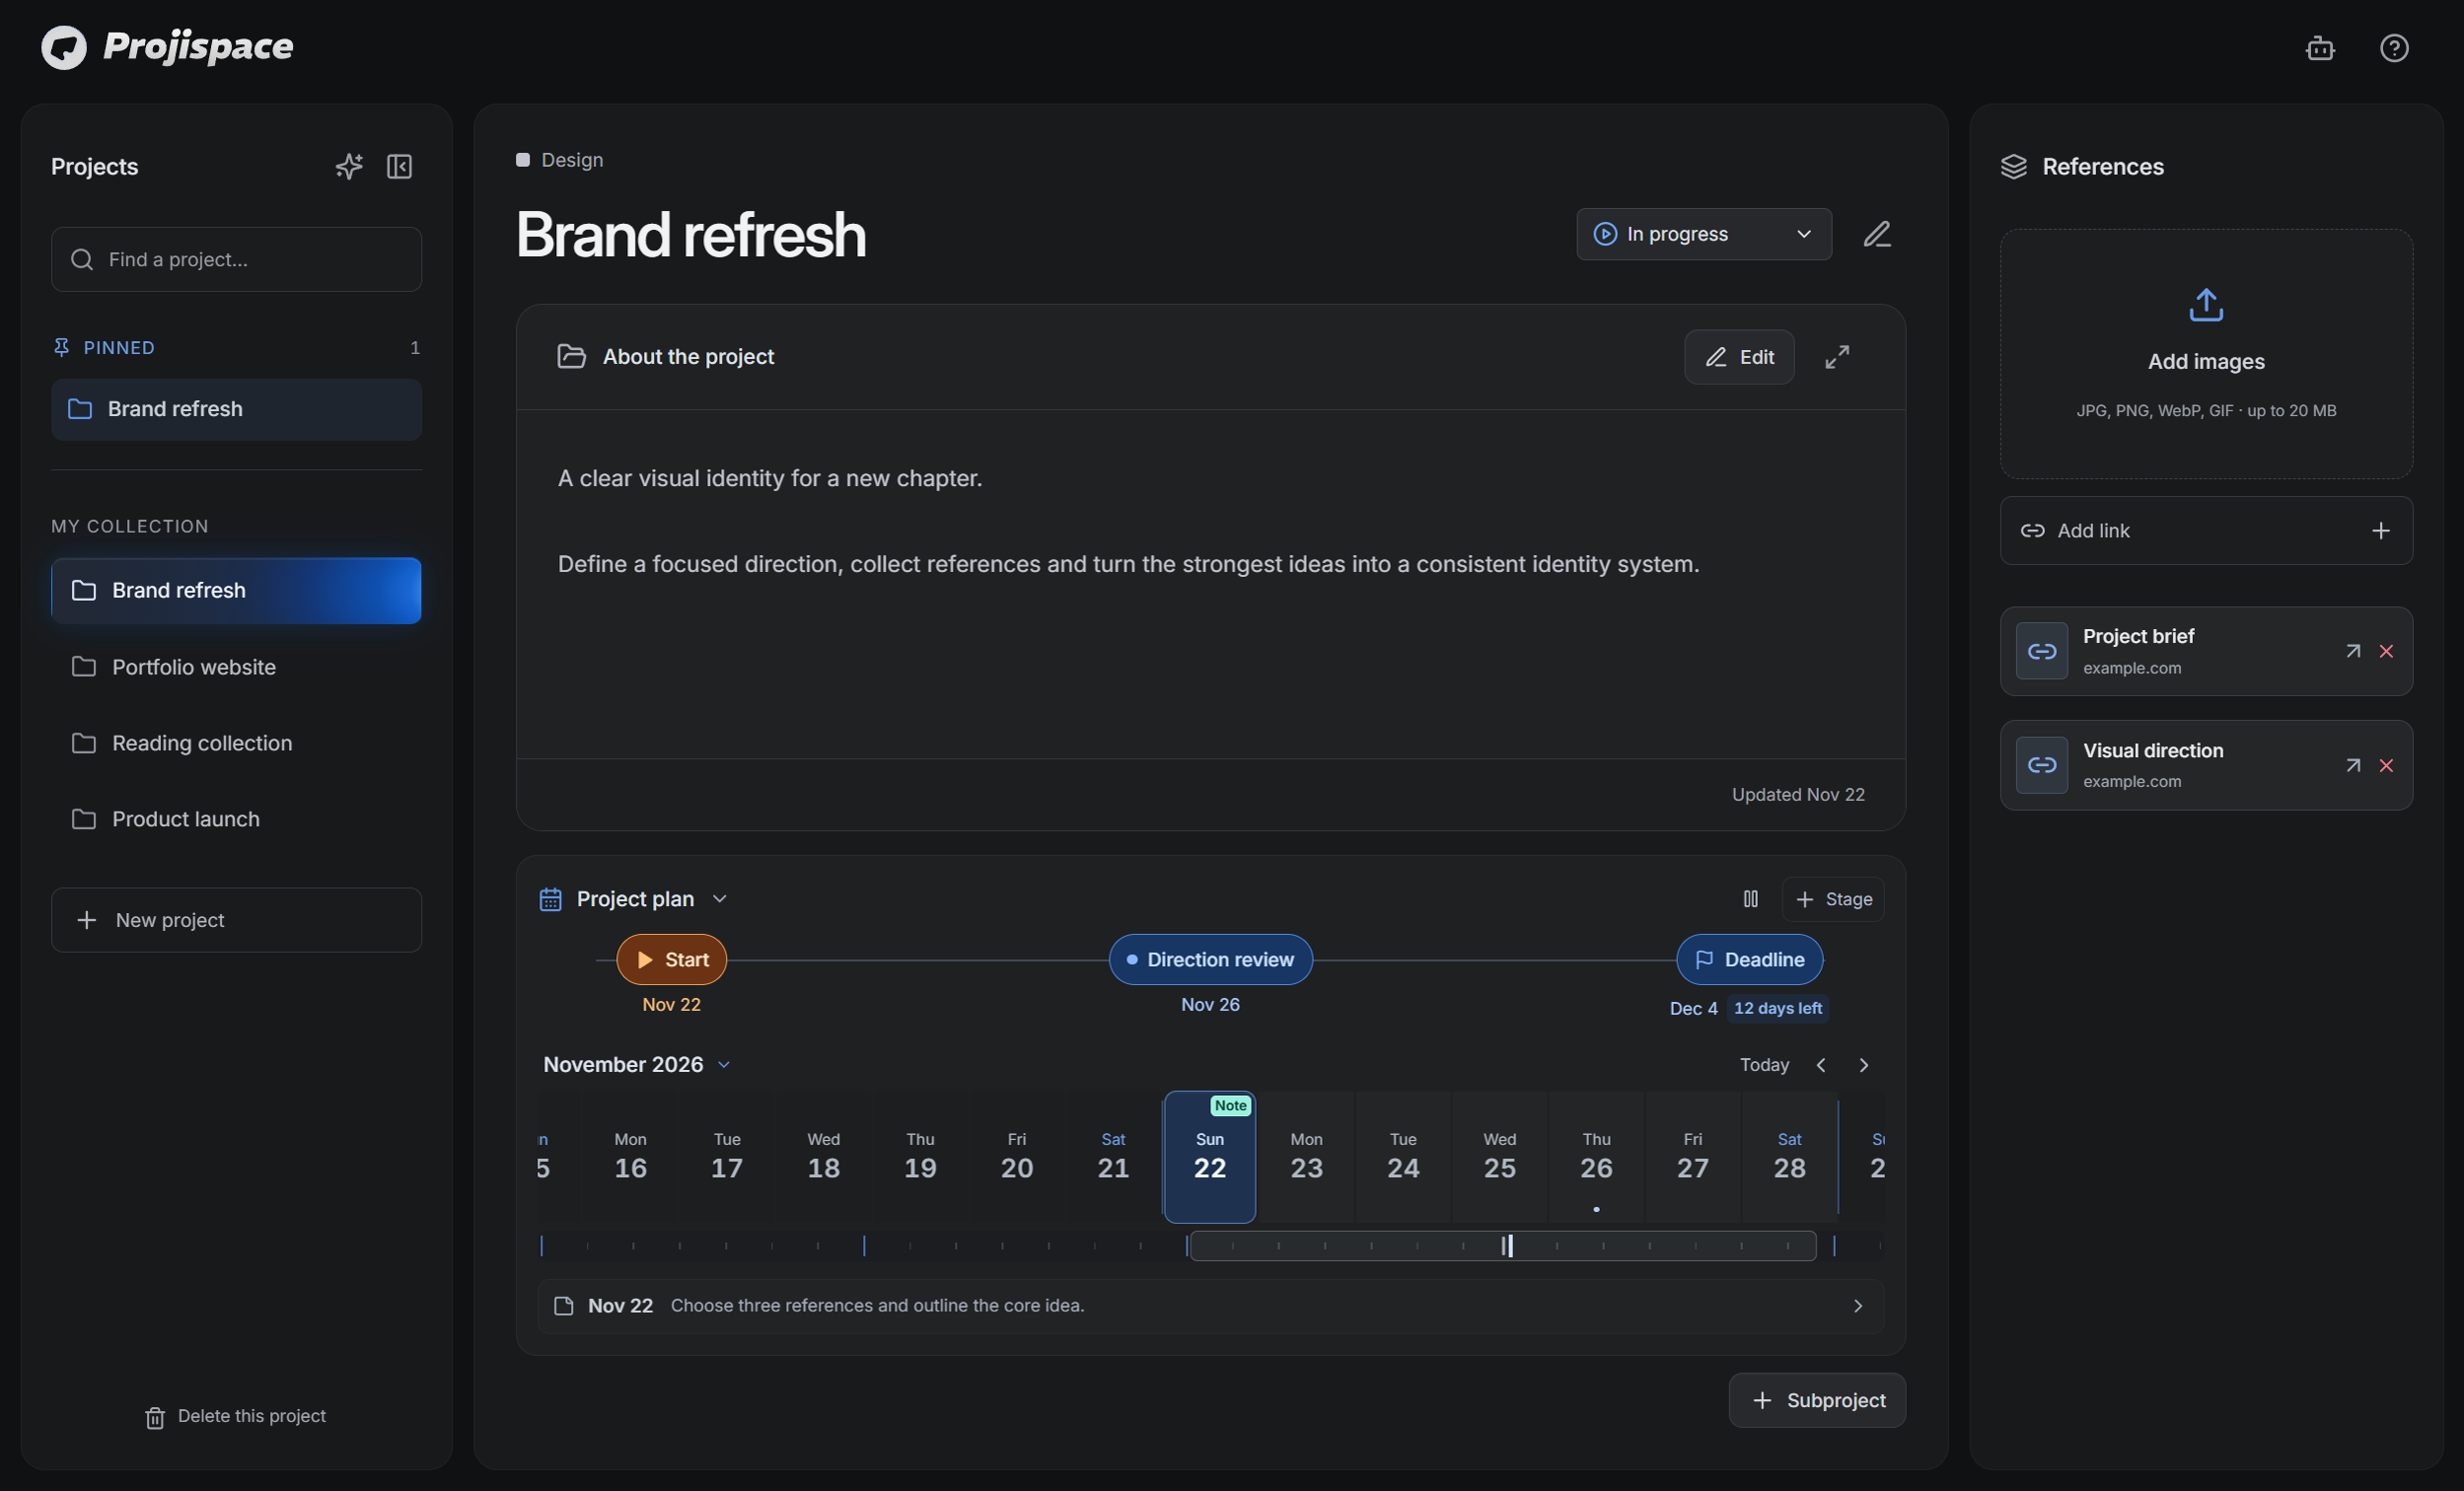 Projispace
Projects
Find a project...
PINNED 1
Brand refresh
MY COLLECTION
Brand refresh
Portfolio website
Reading collection
Product launch
New project
Delete this project
Design
Brand refresh
In progress
About the project
Edit
A clear visual identity for a new chapter.
Define a focused direction, collect references and turn the strongest ideas into a consistent identity system.
Updated Nov 22
Project plan
Stage
Start
Direction review
Deadline
Nov 22
Nov 26
Dec 4 12 days left
November 2026
Today
Note
Mon Tue Wed Thu Fri Sat Sun Mon Tue Wed Thu Fri Sat
16 17 18 19 20 21 22 23 24 25 26 27 28
Nov 22 Choose three references and outline the core idea.
Subproject
References
Add images
JPG, PNG, WebP, GIF · up to 20 MB
Add link
Project brief
example.com
Visual direction
example.com